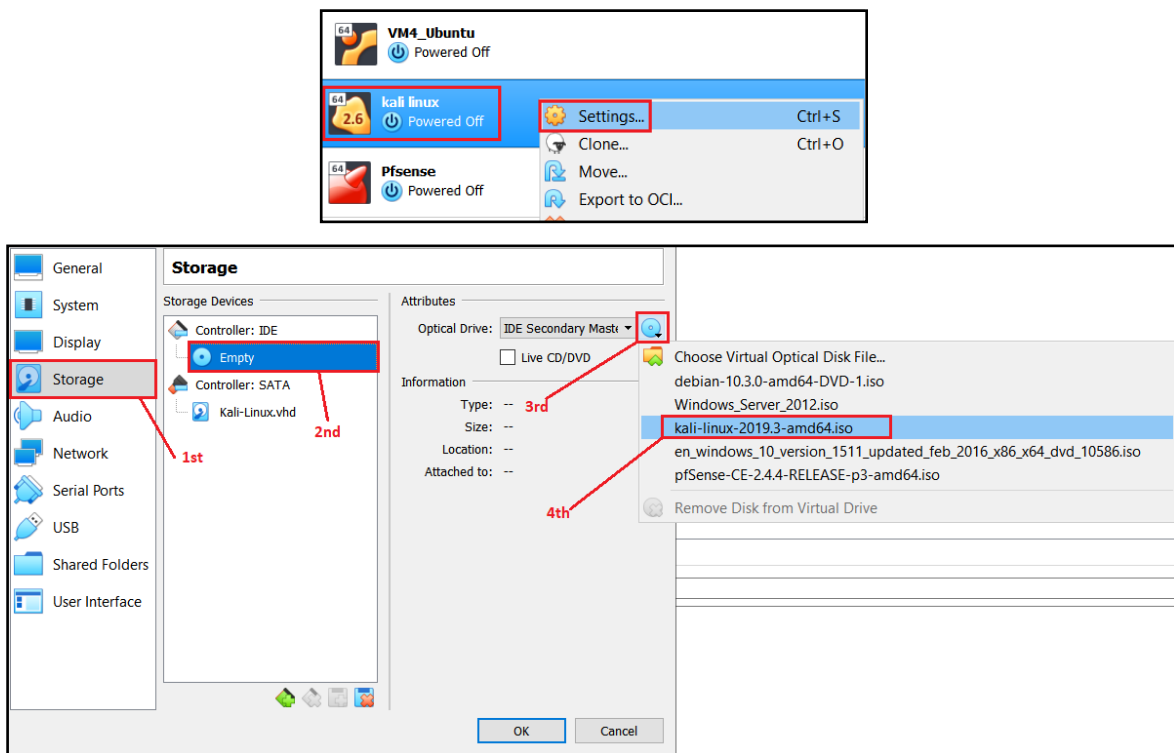 64
VM4_Ubuntu
Powered Off
64
2.6
kali linux
Powered Off
64
Pfsense
Powered Off
Settings... Ctrl+S
Clone... Ctrl+O
Move...
Export to OCI...
General
System
Display
Storage
Audio
Network
Serial Ports
USB
Shared Folders
User Interface
1st
Storage
Storage Devices
Controller: IDE
Empty
Controller: SATA
Kali-Linux.vhd
2nd
Attributes
Optical Drive: IDE Secondary Maste
Live CD/DVD
Information
Type: --
Size: --
Location: --
Attached to: --
3rd
4th
Choose Virtual Optical Disk File...
debian-10.3.0-amd64-DVD-1.iso
Windows_Server_2012.iso
kali-linux-2019.3-amd64.iso
en_windows_10_version_1511_updated_feb_2016_x86_x64_dvd_10586.iso
pfSense-CE-2.4.4-RELEASE-p3-amd64.iso
Remove Disk from Virtual Drive
OK Cancel